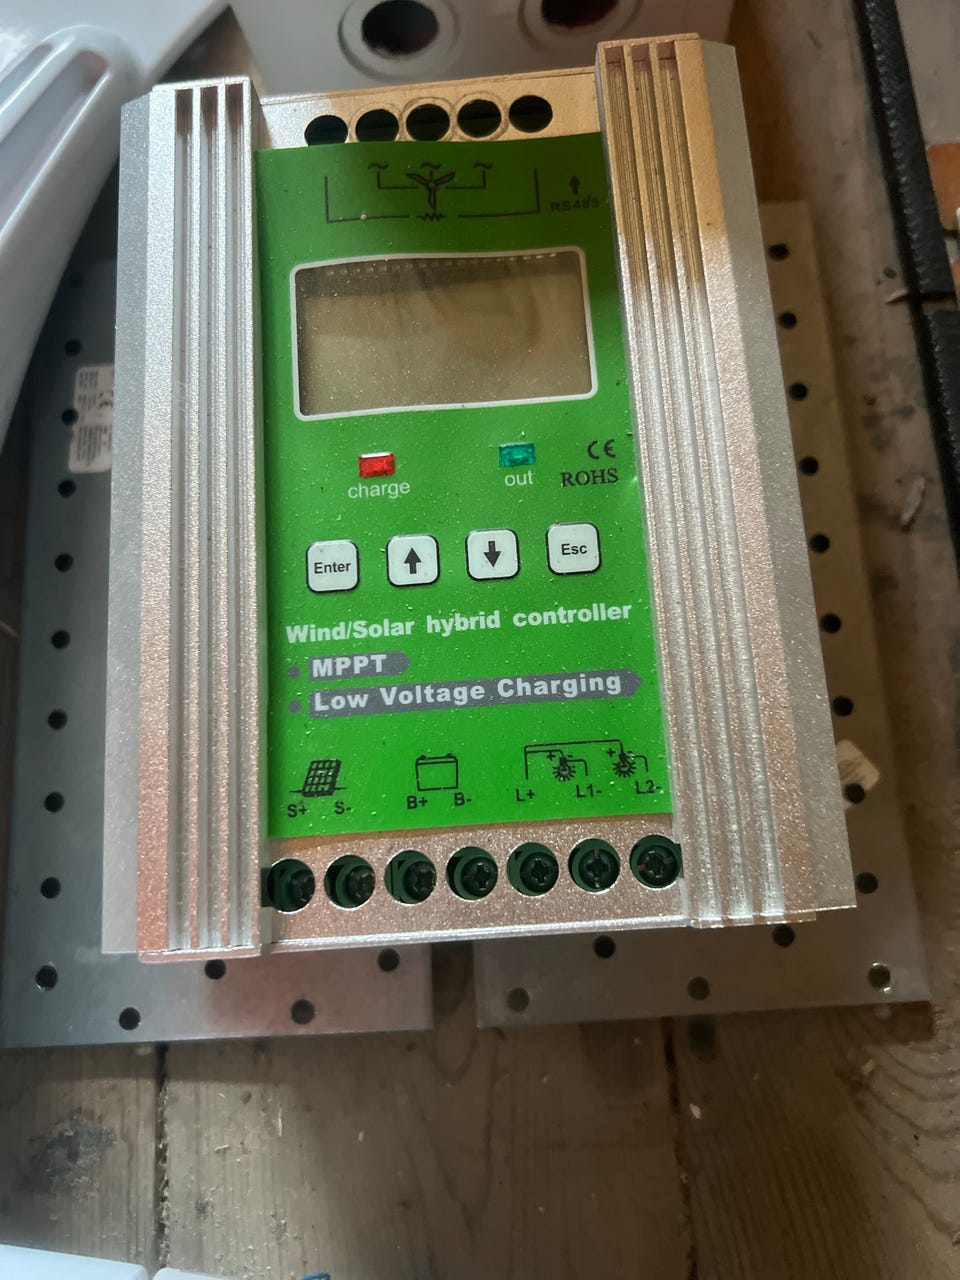 RS485
CE
charge
out
ROHS
Enter
Esc
Wind/Solar hybrid controller
MPPT
Low Voltage Charging
S+ S- B+ B- L+ L1- L2-